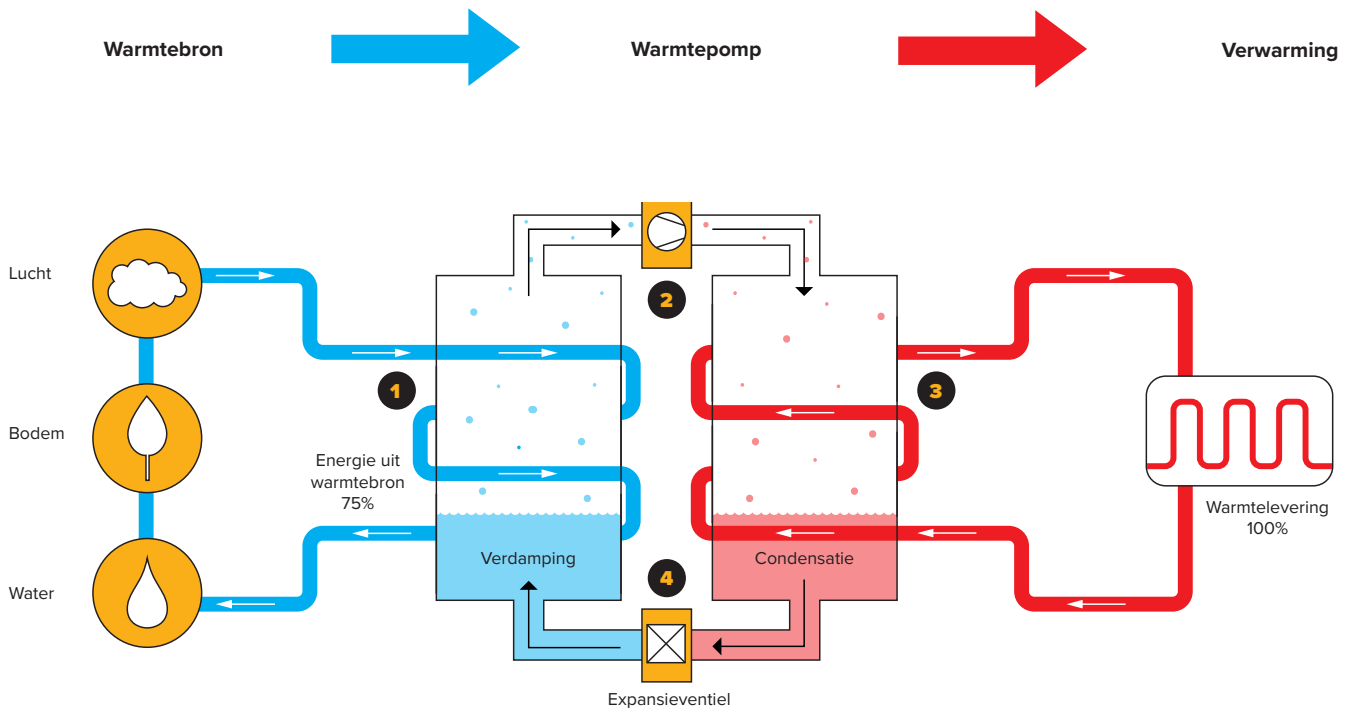 Warmtebron
Warmtepomp
Verwarming
Lucht
2
1
3
Bodem
Energie uit
warmtebron
75%
Warmtelevering
100%
Verdamping
Condensatie
4
Water
Expansieventiel